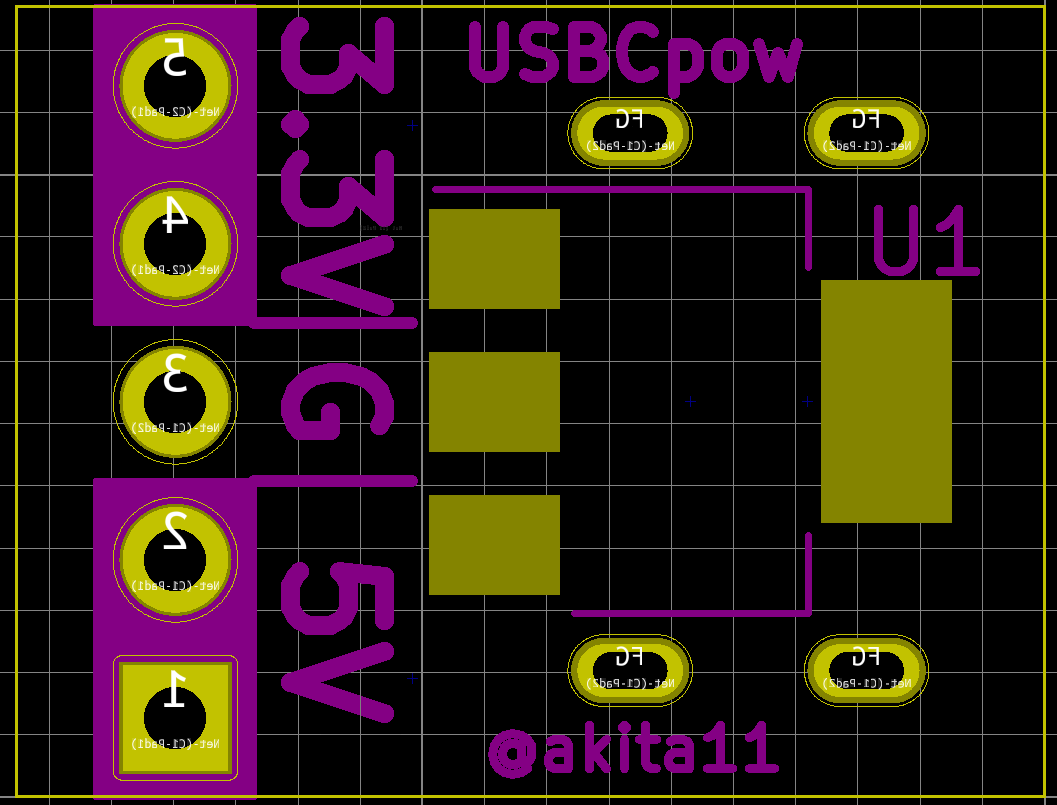 USBCpow
3.3V
G
5V
U1
@akita11
5
Net-(C2-Pad1)
4
Net-(C2-Pad1)
3
Net-(C1-Pad2)
2
Net-(C1-Pad1)
1
Net-(C1-Pad1)
FG
Net-(C1-Pad2)
FG
Net-(C1-Pad2)
FG
Net-(C1-Pad2)
FG
Net-(C1-Pad2)